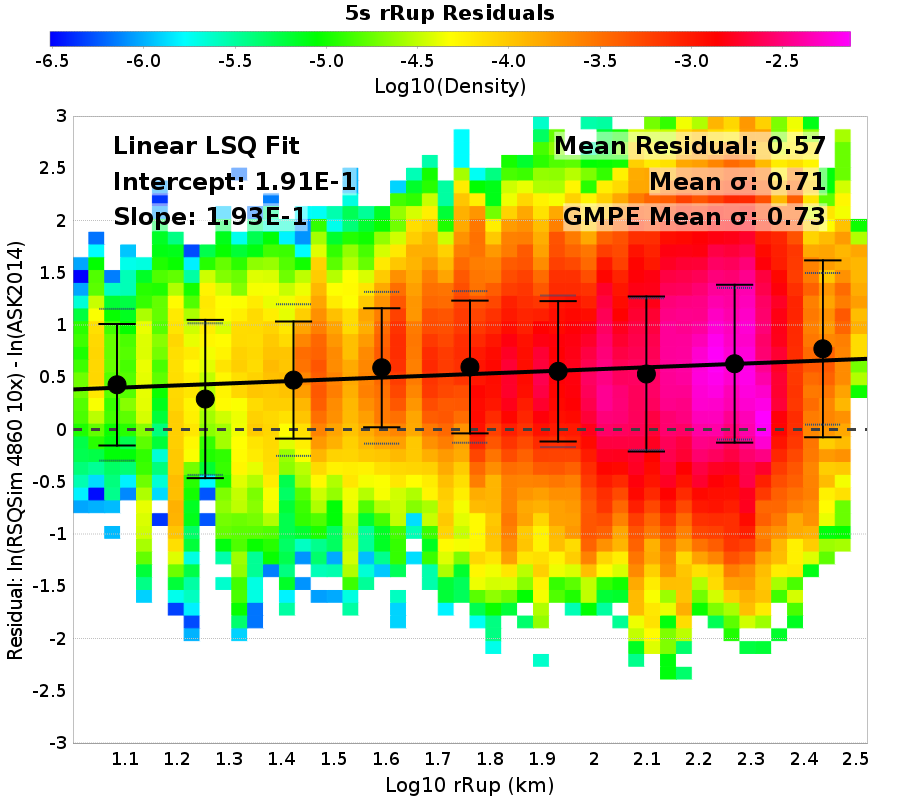 5s rRup Residuals
-6.5 -6.0 -5.5 -5.0 -4.5 -4.0 -3.5 -3.0 -2.5
Log10(Density)
Linear LSQ Fit
Intercept: 1.91E-1
Slope: 1.93E-1
Mean Residual: 0.57
Mean σ: 0.71
GMPE Mean σ: 0.73
Residual: ln(RSQSim 4860 10x) - ln(ASK2014)
3
2.5
2
1.5
1
0.5
0
-0.5
-1
-1.5
-2
-2.5
-3
1.1 1.2 1.3 1.4 1.5 1.6 1.7 1.8 1.9 2 2.1 2.2 2.3 2.4 2.5
Log10 rRup (km)